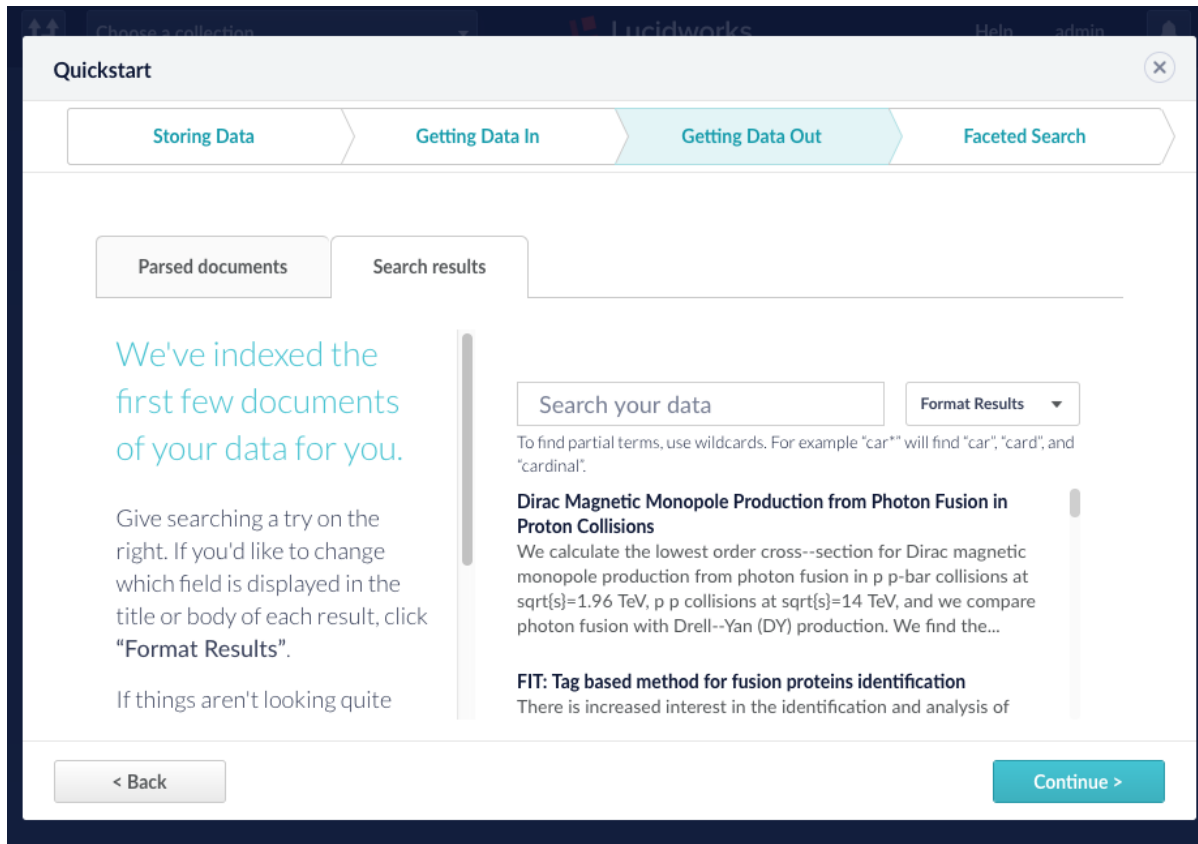 Choose a collection
Lucidworks
Help
admin
Quickstart
Storing Data
Getting Data In
Getting Data Out
Faceted Search
Parsed documents
Search results
We've indexed the
first few documents
of your data for you.
Give searching a try on the
right. If you'd like to change
which field is displayed in the
title or body of each result, click
“Format Results”.
If things aren't looking quite
Search your data
Format Results
To find partial terms, use wildcards. For example “car*” will find “car”, “card”, and
“cardinal”.
Dirac Magnetic Monopole Production from Photon Fusion in
Proton Collisions
We calculate the lowest order cross--section for Dirac magnetic
monopole production from photon fusion in p p-bar collisions at
sqrt{s}=1.96 TeV, p p collisions at sqrt{s}=14 TeV, and we compare
photon fusion with Drell--Yan (DY) production. We find the...
FIT: Tag based method for fusion proteins identification
There is increased interest in the identification and analysis of
< Back
Continue >